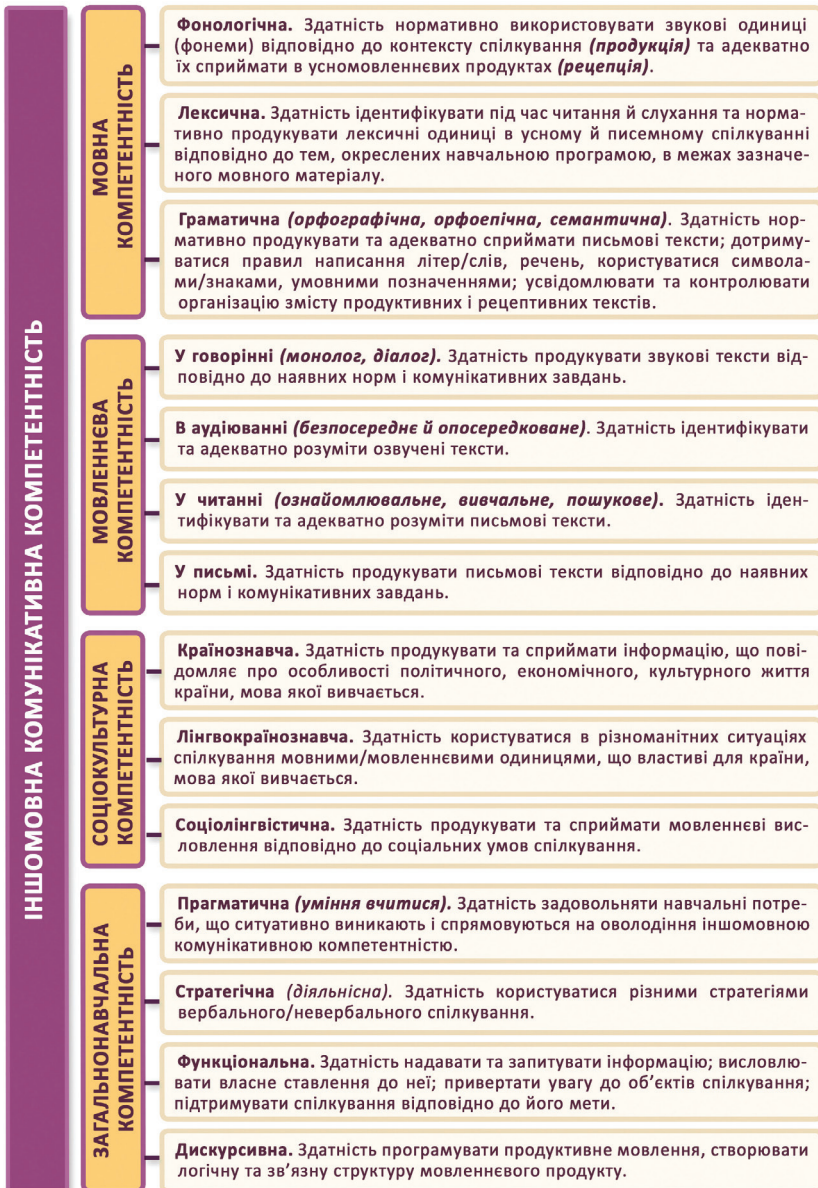 ІНШОМОВНА КОМУНІКАТИВНА КОМПЕТЕНТНІСТЬ
МОВНА
КОМПЕТЕНТНІСТЬ
Фонологічна. Здатність нормативно використовувати звукові одиниці
(фонеми) відповідно до контексту спілкування (продукція) та адекватно
їх сприймати в усномовленнєвих продуктах (рецепція).
Лексична. Здатність ідентифікувати під час читання й слухання та норма-
тивно продукувати лексичні одиниці в усному й писемному спілкуванні
відповідно до тем, окреслених навчальною програмою, в межах зазначе-
ного мовного матеріалу.
Граматична (орфографічна, орфоепічна, семантична). Здатність нор-
мативно продукувати та адекватно сприймати письмові тексти; дотриму-
ватися правил написання літер/слів, речень, користуватися символа-
ми/знаками, умовними позначеннями; усвідомлювати та контролювати
організацію змісту продуктивних і рецептивних текстів.
МОВЛЕННЄВА
КОМПЕТЕНТНІСТЬ
У говорінні (монолог, діалог). Здатність продукувати звукові тексти від-
повідно до наявних норм і комунікативних завдань.
В аудіюванні (безпосереднє й опосередковане). Здатність ідентифікувати
та адекватно розуміти озвучені тексти.
У читанні (ознайомлювальне, вивчальне, пошукове). Здатність іден-
тифікувати та адекватно розуміти письмові тексти.
У письмі. Здатність продукувати письмові тексти відповідно до наявних
норм і комунікативних завдань.
СОЦІОКУЛЬТУРНА
КОМПЕТЕНТНІСТЬ
Країнознавча. Здатність продукувати та сприймати інформацію, що пові-
домляє про особливості політичного, економічного, культурного життя
країни, мова якої вивчається.
Лінгвокраїнознавча. Здатність користуватися в різноманітних ситуаціях
спілкування мовними/мовленнєвими одиницями, що властиві для країни,
мова якої вивчається.
Соціолінгвістична. Здатність продукувати та сприймати мовленнєві вис-
ловлення відповідно до соціальних умов спілкування.
ЗАГАЛЬНОНАВЧАЛЬНА
КОМПЕТЕНТНІСТЬ
Прагматична (уміння вчитися). Здатність задовольняти навчальні потре-
би, що ситуативно виникають і спрямовуються на оволодіння іншомовною
комунікативною компетентністю.
Стратегічна (діяльнісна). Здатність користуватися різними стратегіями
вербального/невербального спілкування.
Функціональна. Здатність надавати та запитувати інформацію; висловлю-
вати власне ставлення до неї; привертати увагу до об’єктів спілкування;
підтримувати спілкування відповідно до його мети.
Дискурсивна. Здатність програмувати продуктивне мовлення, створювати
логічну та зв’язну структуру мовленнєвого продукту.